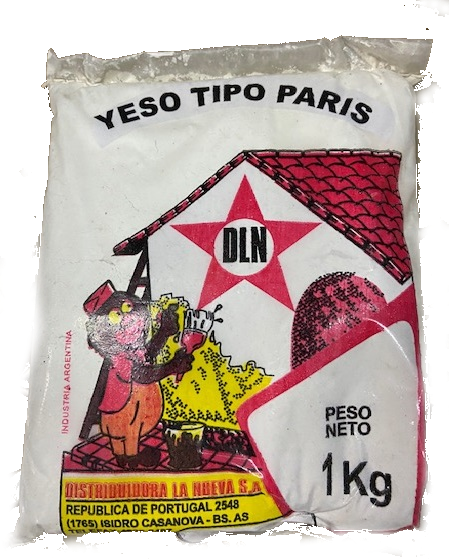 YESO TIPO PARIS
DLN
INDUSTRIA ARGENTINA
PESO
NETO
1Kg
DISTRIBUIDORA LA NUEVA S.A
REPUBLICA DE PORTUGAL 2548
(1765) ISIDRO CASANOVA - BS. AS